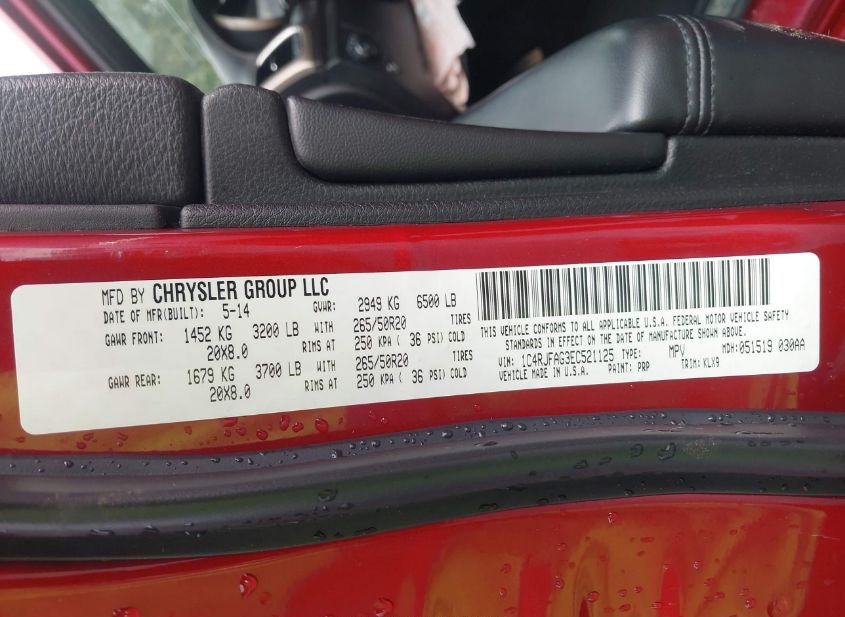 MFD BY CHRYSLER GROUP LLC
DATE OF MFR(BUILT): 5-14 GVWR: 2949 KG 6500 LB
GAWR FRONT: 1452 KG 3200 LB WITH 265/50R20 TIRES
20X8.0 RIMS AT 250 KPA ( 36 PSI) COLD
GAWR REAR: 1679 KG 3700 LB WITH 265/50R20 TIRES
20X8.0 RIMS AT 250 KPA ( 36 PSI) COLD
THIS VEHICLE CONFORMS TO ALL APPLICABLE U.S.A. FEDERAL MOTOR VEHICLE SAFETY
STANDARDS IN EFFECT ON THE DATE OF MANUFACTURE SHOWN ABOVE.
VIN: 1C4RJFAG3EC521125 TYPE: MPV MDH: 051519 030AA
VEHICLE MADE IN U.S.A. PAINT: PRP TRIM: KLX9